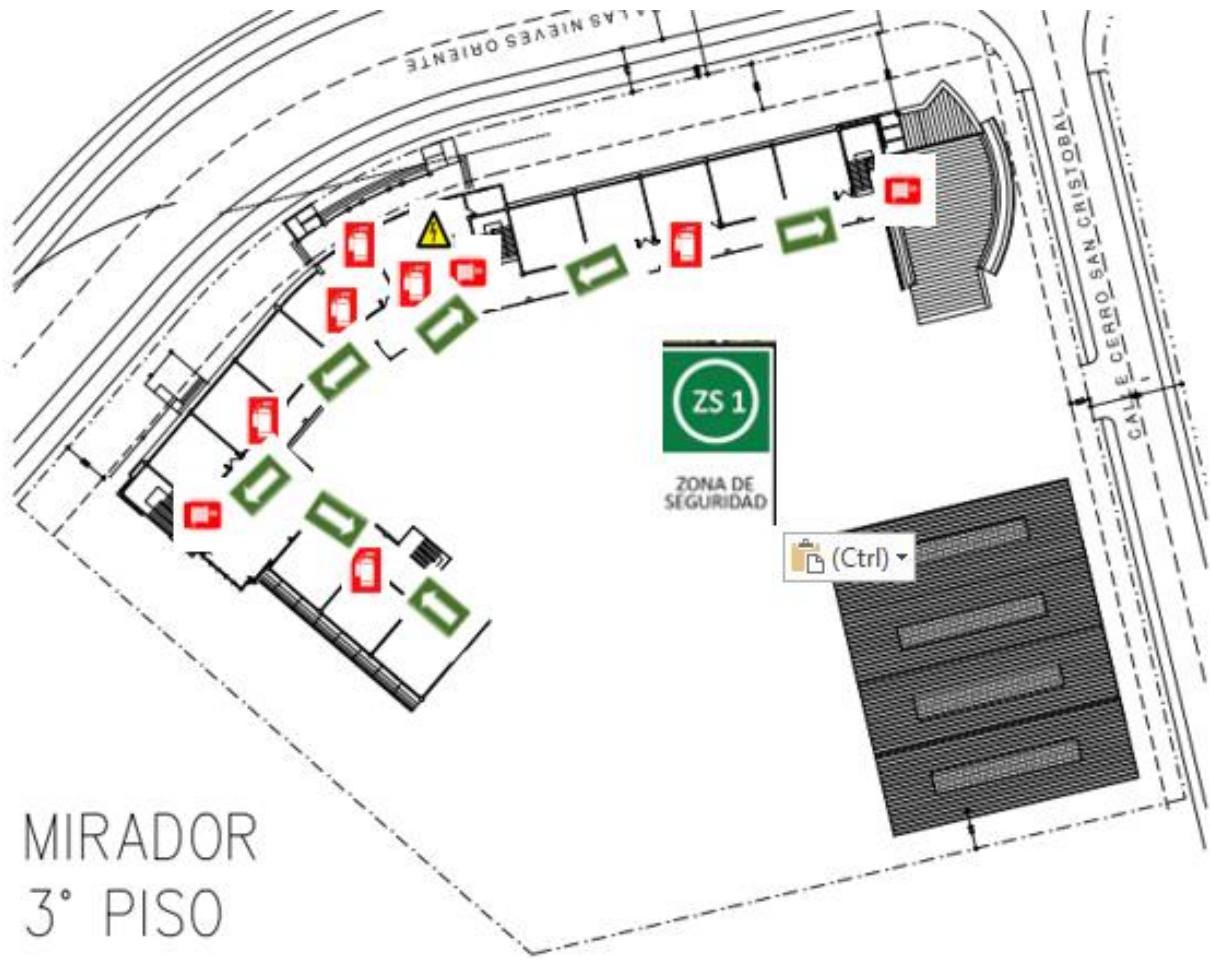 LAS NIEVES ORIENTE
CALLE CERRO SAN CRISTOBAL
ZS 1
ZONA DE
SEGURIDAD
(Ctrl)
MIRADOR
3° PISO